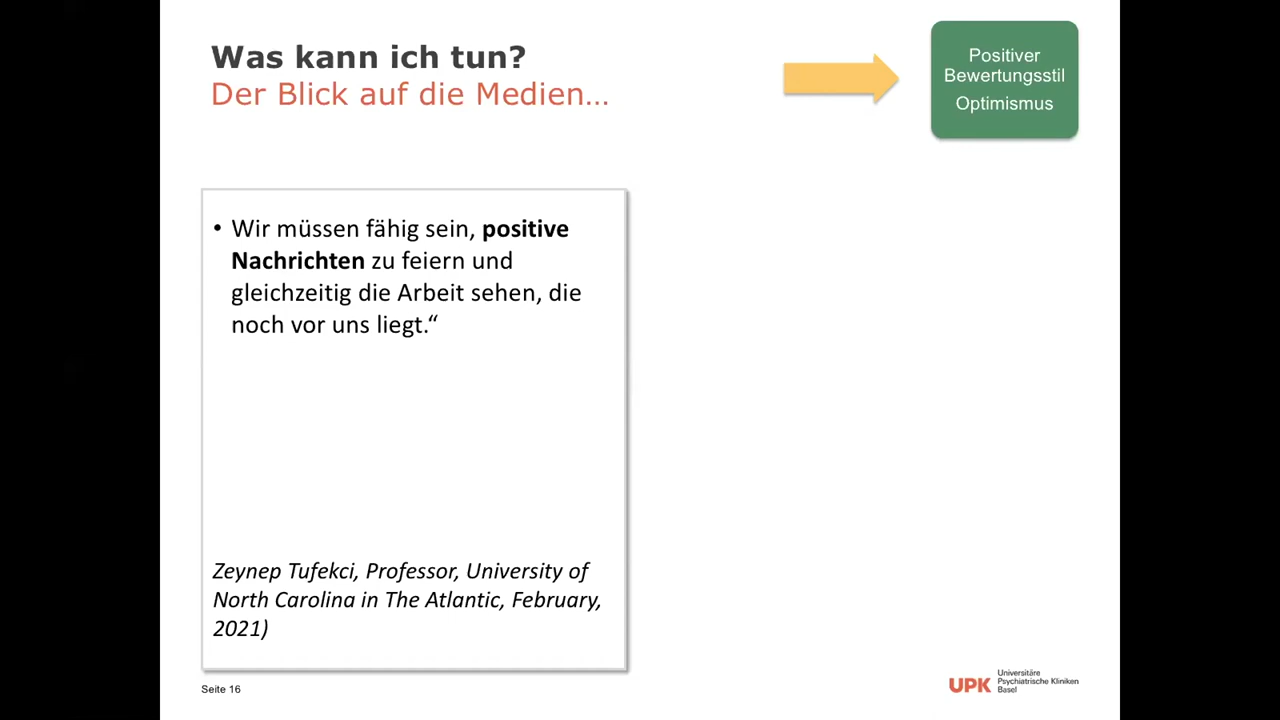 Was kann ich tun?
Der Blick auf die Medien…
Positiver
Bewertungsstil
Optimismus
• Wir müssen fähig sein, positive
Nachrichten zu feiern und
gleichzeitig die Arbeit sehen, die
noch vor uns liegt.“
Zeynep Tufekci, Professor, University of
North Carolina in The Atlantic, February,
2021)
Seite 16
UPK
Universitäre
Psychiatrische Kliniken
Basel